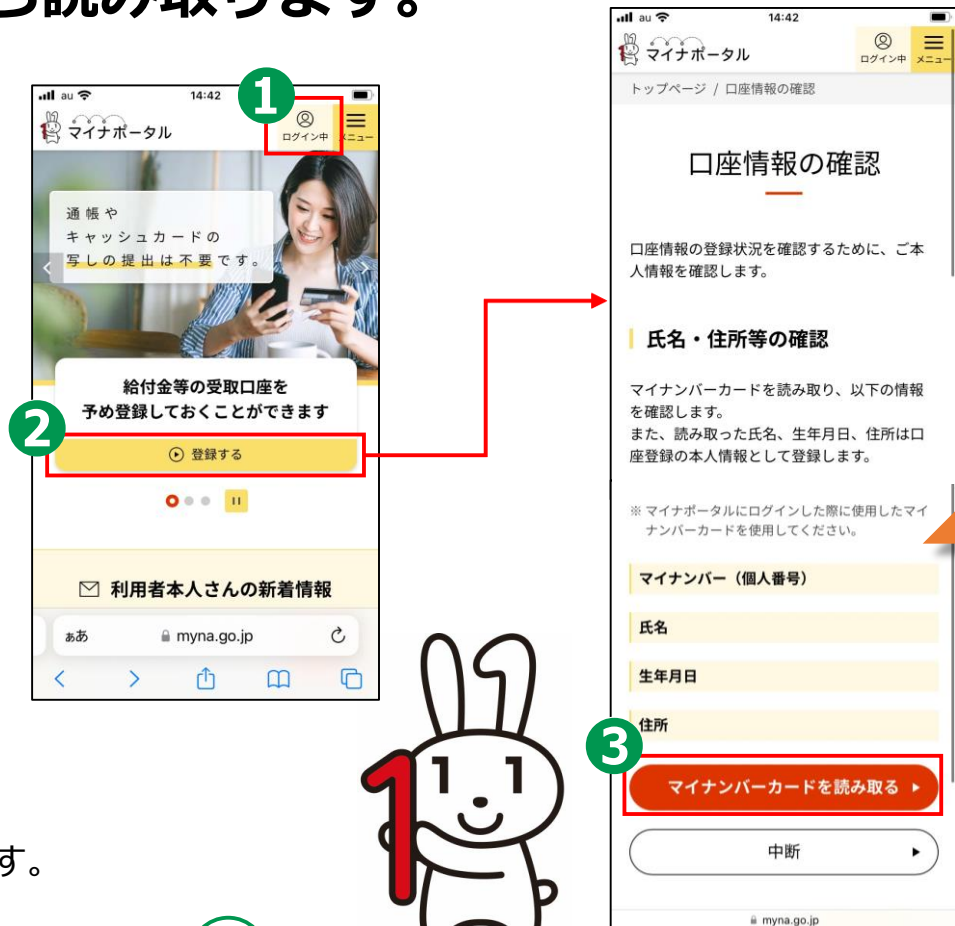 ら読み取ります。
1
au
14:42
マイナポータル
ログイン中
メニュー
通帳や
キャッシュカードの
写しの提出は不要です。
給付金等の受取口座を
予め登録しておくことができます
2
登録する
利用者本人さんの新着情報
ぁあ
myna.go.jp
す。
1 1
1
au
14:42
マイナポータル
ログイン中
メニュー
トップページ / 口座情報の確認
口座情報の確認
口座情報の登録状況を確認するために、ご本
人情報を確認します。
氏名・住所等の確認
マイナンバーカードを読み取り、以下の情報
を確認します。
また、読み取った氏名、生年月日、住所は口
座登録の本人情報として登録します。
※ マイナポータルにログインした際に使用したマイ
ナンバーカードを使用してください。
マイナンバー（個人番号）
氏名
生年月日
住所
3
マイナンバーカードを読み取る
中断
myna.go.jp